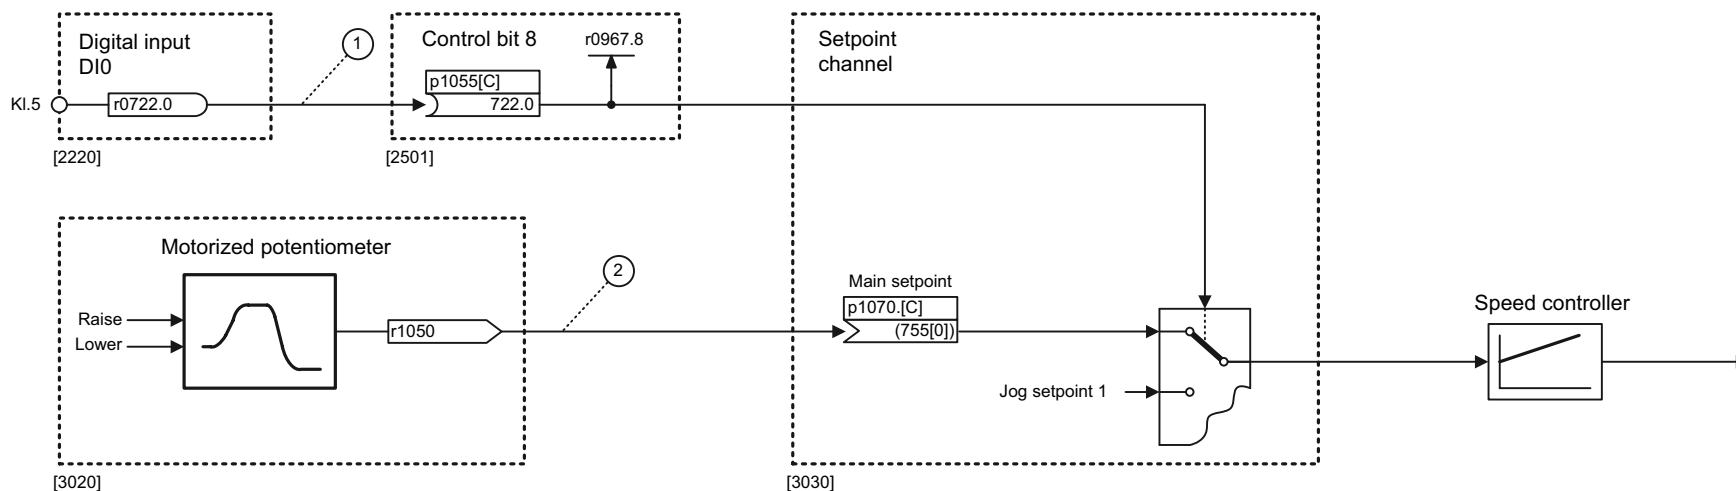 Digital input
DI0
Kl.5
r0722.0
[2220]
1
Control bit 8
r0967.8
p1055[C]
722.0
[2501]
Setpoint
channel
Motorized potentiometer
Raise
Lower
r1050
[3020]
2
Main setpoint
p1070.[C]
(755[0])
Jog setpoint 1
[3030]
Speed controller